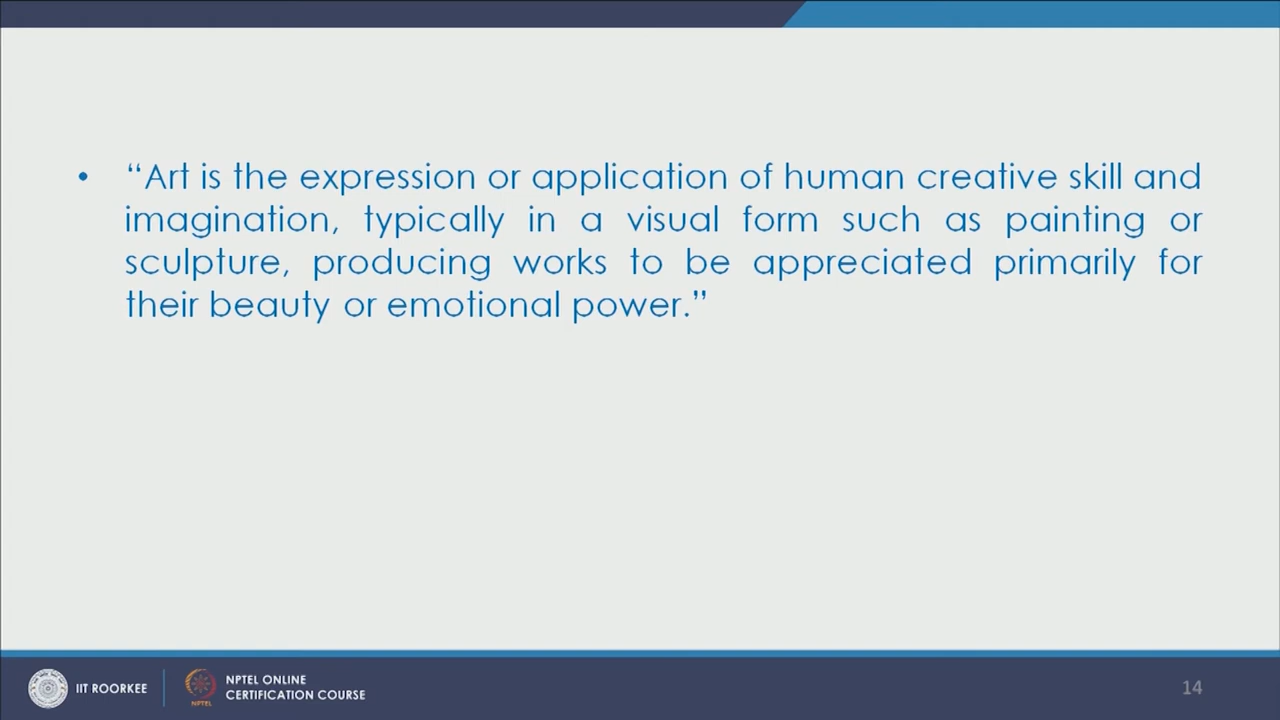 • “Art is the expression or application of human creative skill and
imagination, typically in a visual form such as painting or
sculpture, producing works to be appreciated primarily for
their beauty or emotional power.”
IIT ROORKEE
NPTEL
NPTEL ONLINE
CERTIFICATION COURSE
14